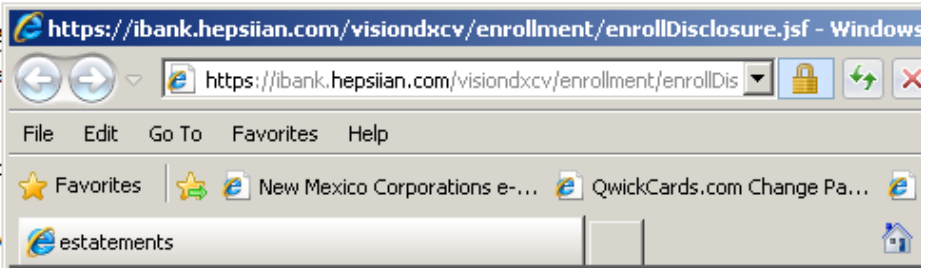 https://ibank.hepsiian.com/visiondxcv/enrollment/enrollDisclosure.jsf - Windows
https://ibank.hepsiian.com/visiondxcv/enrollment/enrollDis
File Edit Go To Favorites Help
Favorites New Mexico Corporations e-... QwickCards.com Change Pa...
estatements